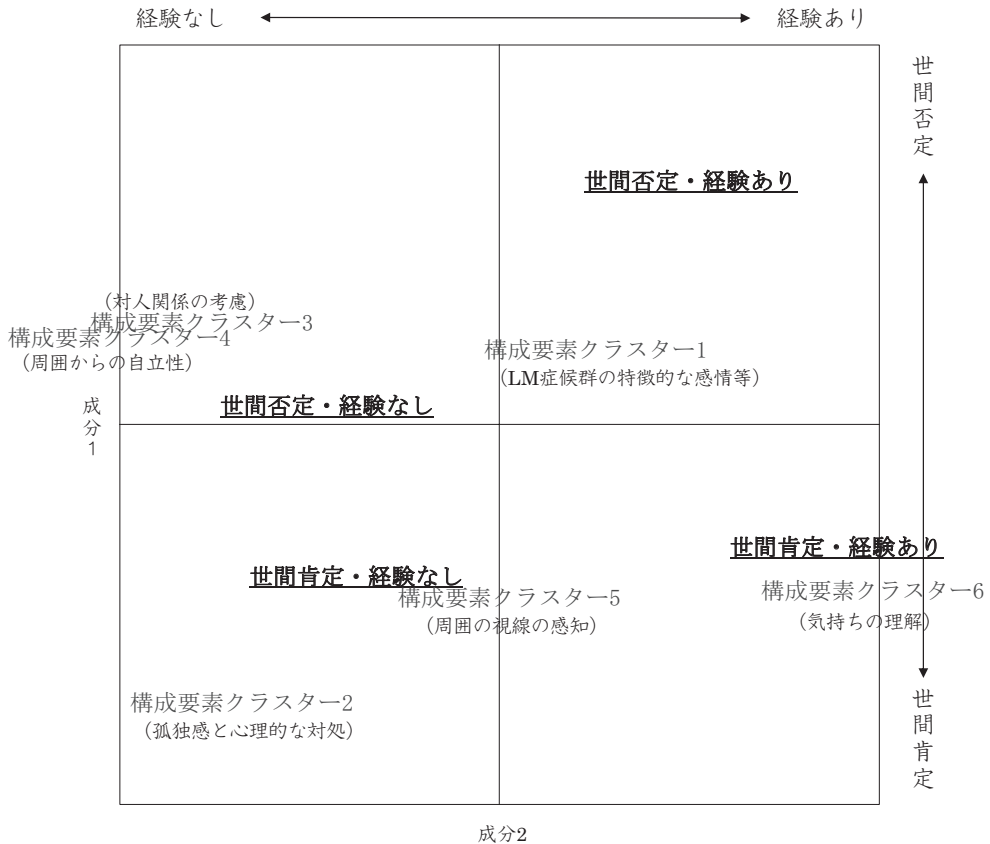 経験なし
経験あり
世間否定
世間否定・経験あり
（対人関係の考慮）
構成要素クラスター3
構成要素クラスター4
（周囲からの自立性）
構成要素クラスター1
（LM症候群の特徴的な感情等）
世間否定・経験なし
成分1
世間肯定・経験あり
世間肯定・経験なし
構成要素クラスター5
（周囲の視線の感知）
構成要素クラスター6
（気持ちの理解）
構成要素クラスター2
（孤独感と心理的な対処）
世間肯定
成分2